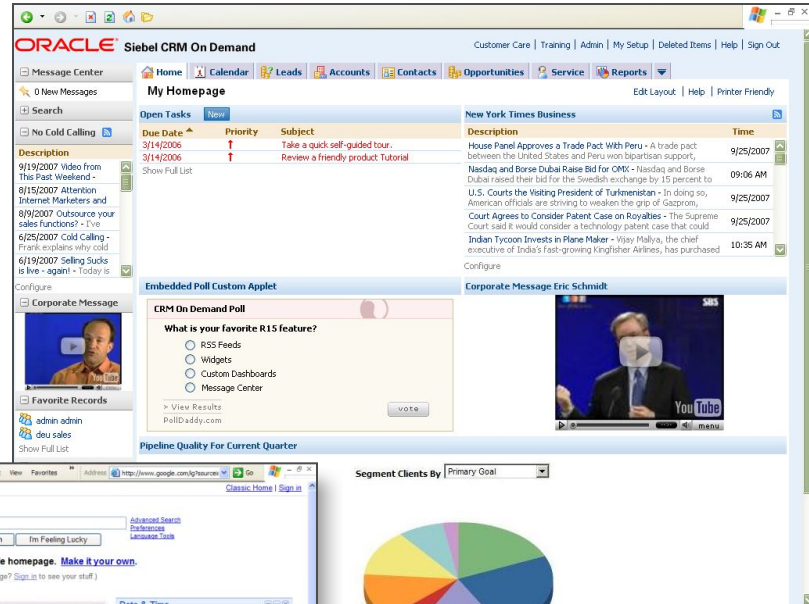 ORACLE Siebel CRM On Demand
Customer Care | Training | Admin | My Setup | Deleted Items | Help | Sign Out
Message Center
Home Calendar Leads Accounts Contacts Opportunities Service Reports
0 New Messages
My Homepage
Edit Layout | Help | Printer Friendly
Search
No Cold Calling
Description
9/19/2007 Video from
This Past Weekend -
8/15/2007 Attention
Internet Marketers and
8/9/2007 Outsource your
sales functions? - I've
6/25/2007 Cold Calling -
Frank explains why cold
6/19/2007 Selling Sucks
is live - again! - Today is
Configure
Corporate Message
YouTube
Favorite Records
admin admin
deu sales
Show Full List
Open Tasks New
Due Date Priority Subject
3/14/2006 Take a quick self-guided tour.
3/14/2006 Review a friendly product Tutorial
Show Full List
New York Times Business
Description Time
House Panel Approves a Trade Pact With Peru - A trade pact
between the United States and Peru won bipartisan support,
9/25/2007
Nasdaq and Borse Dubai Raise Bid for OMX - Nasdaq and Borse
Dubai raised their bid for the Swedish exchange by 15 percent to
09:06 AM
U.S. Courts the Visiting President of Turkmenistan - In doing so,
American officials are striving to weaken the grip of Gazprom,
9/25/2007
Court Agrees to Consider Patent Case on Royalties - The Supreme
Court said it would consider a technology patent case that could
9/25/2007
Indian Tycoon Invests in Plane Maker - Vijay Mallya, the chief
executive of India's fast-growing Kingfisher Airlines, has purchased
10:35 AM
Configure
Embedded Poll Custom Applet
CRM On Demand Poll
What is your favorite R15 feature?
RSS Feeds
Widgets
Custom Dashboards
Message Center
> View Results
vote
PollDaddy.com
Corporate Message Eric Schmidt
SBS
YouTube
menu
Pipeline Quality For Current Quarter
Segment Clients By Primary Goal
View Favorites Address http://www.google.com/ig?source Go
Classic Home | Sign in
Advanced Search
Preferences
Language Tools
I'm Feeling Lucky
homepage. Make it your own.
Sign in to see your stuff.)
Date & Time